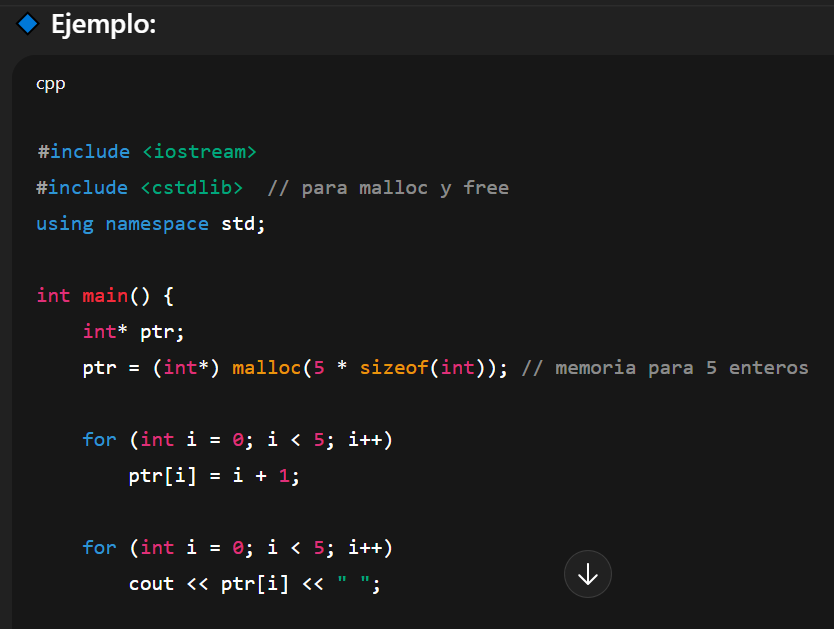 Ejemplo:
cpp
#include <iostream>
#include <cstdlib>  // para malloc y free
using namespace std;
int main() {
    int* ptr;
    ptr = (int*) malloc(5 * sizeof(int)); // memoria para 5 enteros
    for (int i = 0; i < 5; i++)
        ptr[i] = i + 1;
    for (int i = 0; i < 5; i++)
        cout << ptr[i] << " ";